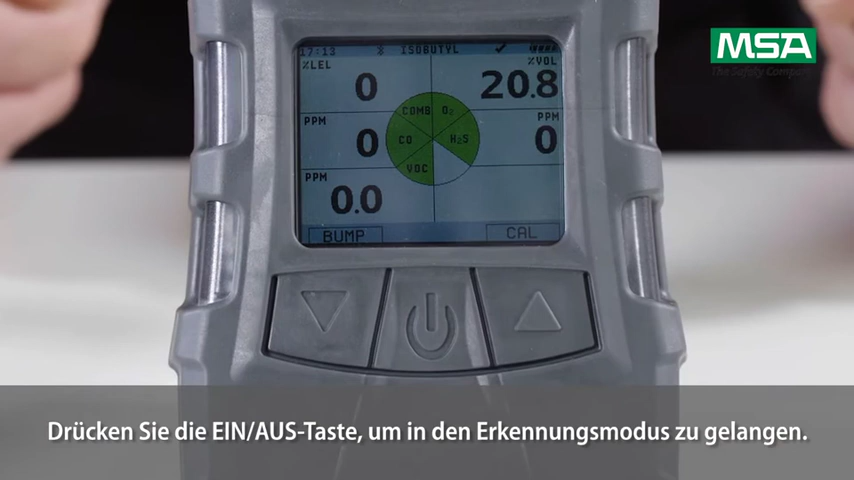 MSA
The Safety Company
17:13 ISOBUTYL
%LEL 0
%VOL 20.8
COMB O₂
PPM 0
PPM 0
CO H₂S
VOC
PPM 0.0
BUMP CAL
Drücken Sie die EIN/AUS-Taste, um in den Erkennungsmodus zu gelangen.